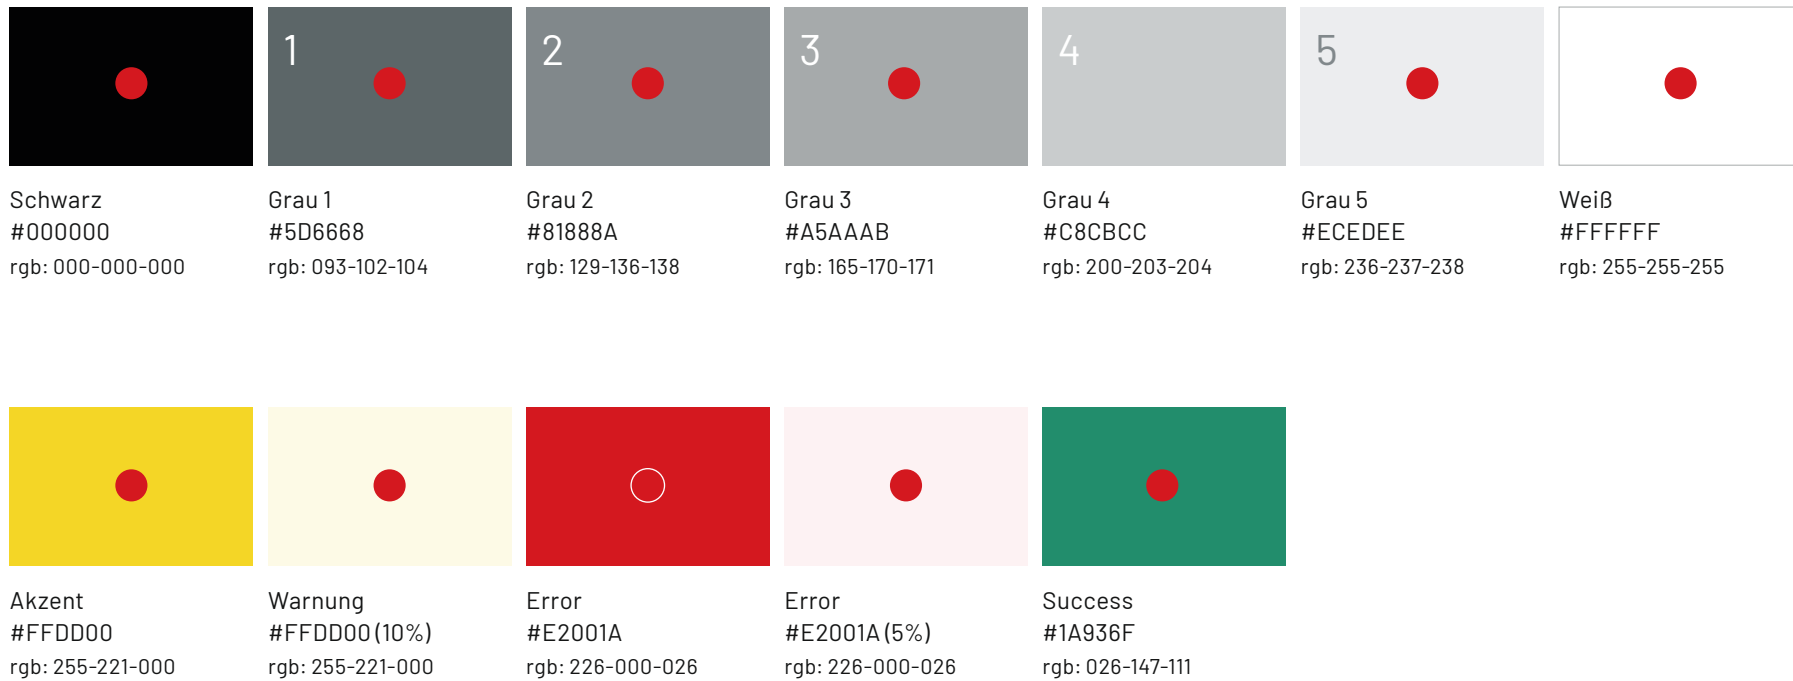 1
2
3
4
5
Schwarz
#000000
rgb: 000-000-000
Grau 1
#5D6668
rgb: 093-102-104
Grau 2
#81888A
rgb: 129-136-138
Grau 3
#A5AAAB
rgb: 165-170-171
Grau 4
#C8CBCC
rgb: 200-203-204
Grau 5
#ECEDEE
rgb: 236-237-238
Weiß
#FFFFFF
rgb: 255-255-255
Akzent
#FFDD00
rgb: 255-221-000
Warnung
#FFDD00 (10%)
rgb: 255-221-000
Error
#E2001A
rgb: 226-000-026
Error
#E2001A (5%)
rgb: 226-000-026
Success
#1A936F
rgb: 026-147-111